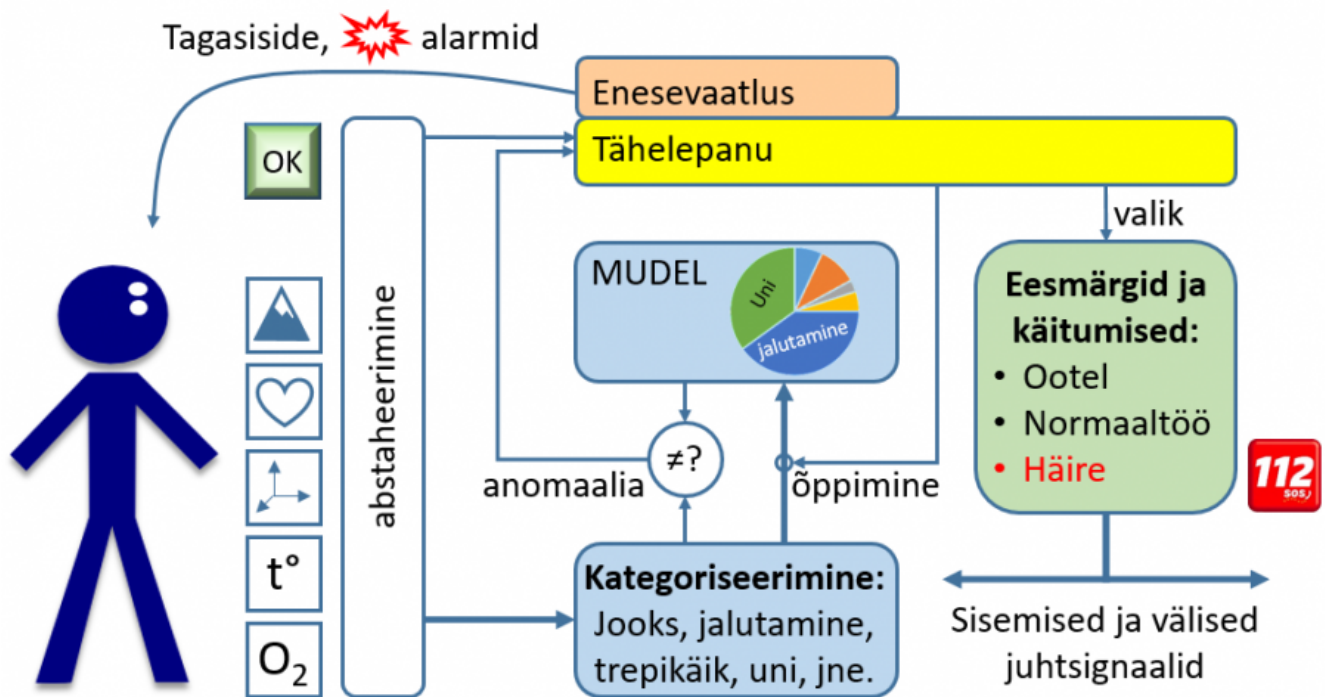 Tagasiside, alarmid
Enesevaatlus
Tähelepanu
OK
valik
MUDEL
Uni
jalutamine
Eesmärgid ja
käitumised:
• Ootel
• Normaaltöö
• Häire
112
SOS
abstaheerimine
≠?
anomaalia
õppimine
t°
O₂
Kategoriseerimine:
Jooks, jalutamine,
trepikäik, uni, jne.
Sisemised ja välised
juhtsignaalid